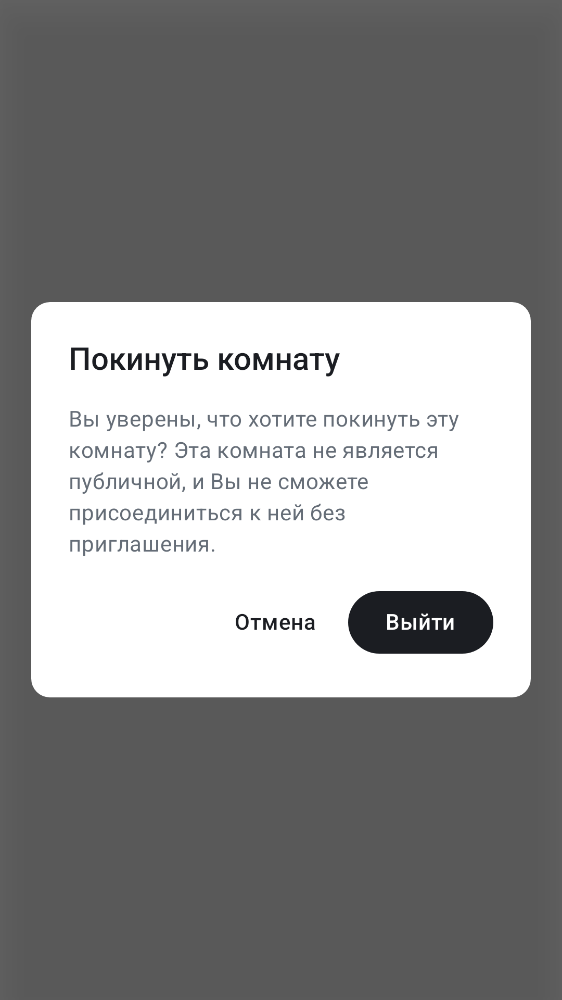 Покинуть комнату
Вы уверены, что хотите покинуть эту
комнату? Эта комната не является
публичной, и Вы не сможете
присоединиться к ней без
приглашения.
Отмена
Выйти